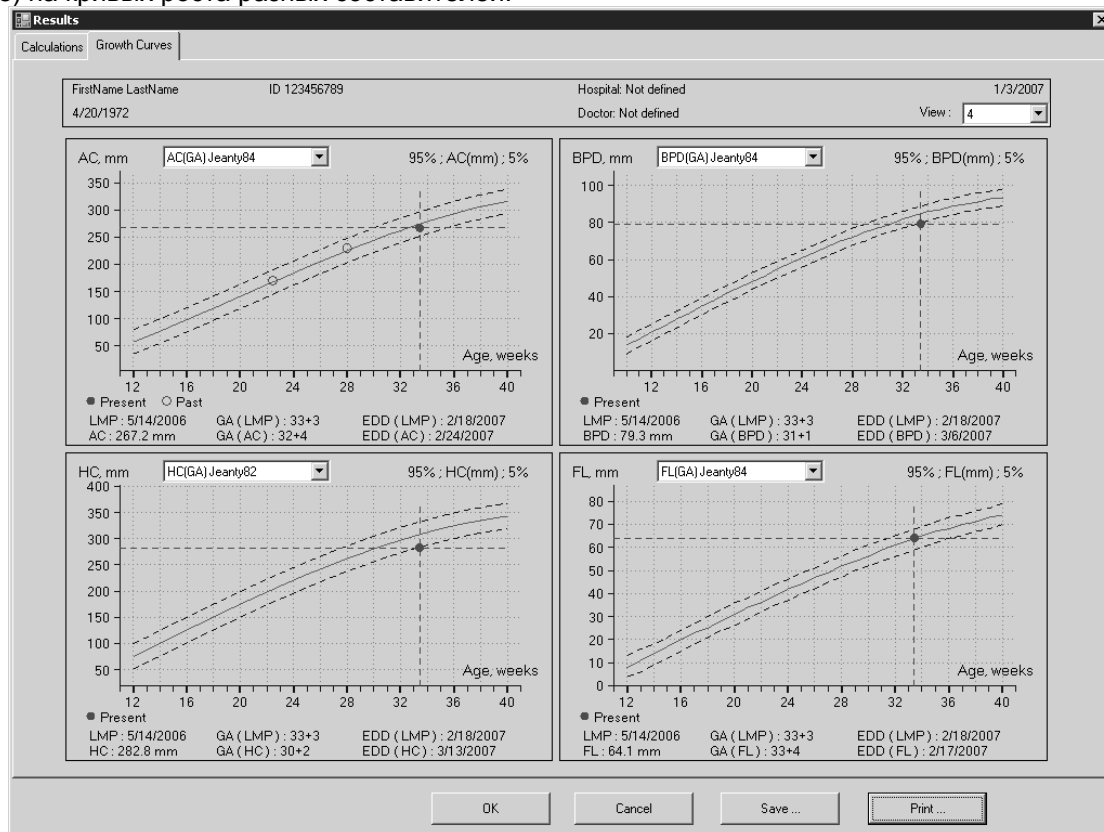 на кривых роста разных составителей.
Results
Calculations Growth Curves
FirstName LastName ID 123456789 Hospital: Not defined 1/3/2007
4/20/1972 Doctor: Not defined View : 4
AC, mm AC(GA) Jeanty84 95% ; AC(mm) ; 5%
350
300
250
200
150
100
50
Age, weeks
12 16 20 24 28 32 36 40
Present Past
LMP : 5/14/2006 GA ( LMP ) : 33+3 EDD ( LMP ) : 2/18/2007
AC : 267.2 mm GA ( AC ) : 32+4 EDD ( AC ) : 2/24/2007
BPD, mm BPD(GA) Jeanty84 95% ; BPD(mm) ; 5%
100
80
60
40
20
Age, weeks
12 16 20 24 28 32 36 40
Present
LMP : 5/14/2006 GA ( LMP ) : 33+3 EDD ( LMP ) : 2/18/2007
BPD : 79.3 mm GA ( BPD ) : 31+1 EDD ( BPD ) : 3/6/2007
HC, mm HC(GA) Jeanty82 95% ; HC(mm) ; 5%
400
350
300
250
200
150
100
50
Age, weeks
12 16 20 24 28 32 36 40
Present
LMP : 5/14/2006 GA ( LMP ) : 33+3 EDD ( LMP ) : 2/18/2007
HC : 282.8 mm GA ( HC ) : 30+2 EDD ( HC ) : 3/13/2007
FL, mm FL(GA) Jeanty84 95% ; FL(mm) ; 5%
80
70
60
50
40
30
20
10
0
Age, weeks
12 16 20 24 28 32 36 40
Present
LMP : 5/14/2006 GA ( LMP ) : 33+3 EDD ( LMP ) : 2/18/2007
FL : 64.1 mm GA ( FL ) : 33+4 EDD ( FL ) : 2/17/2007
OK Cancel Save ... Print ...